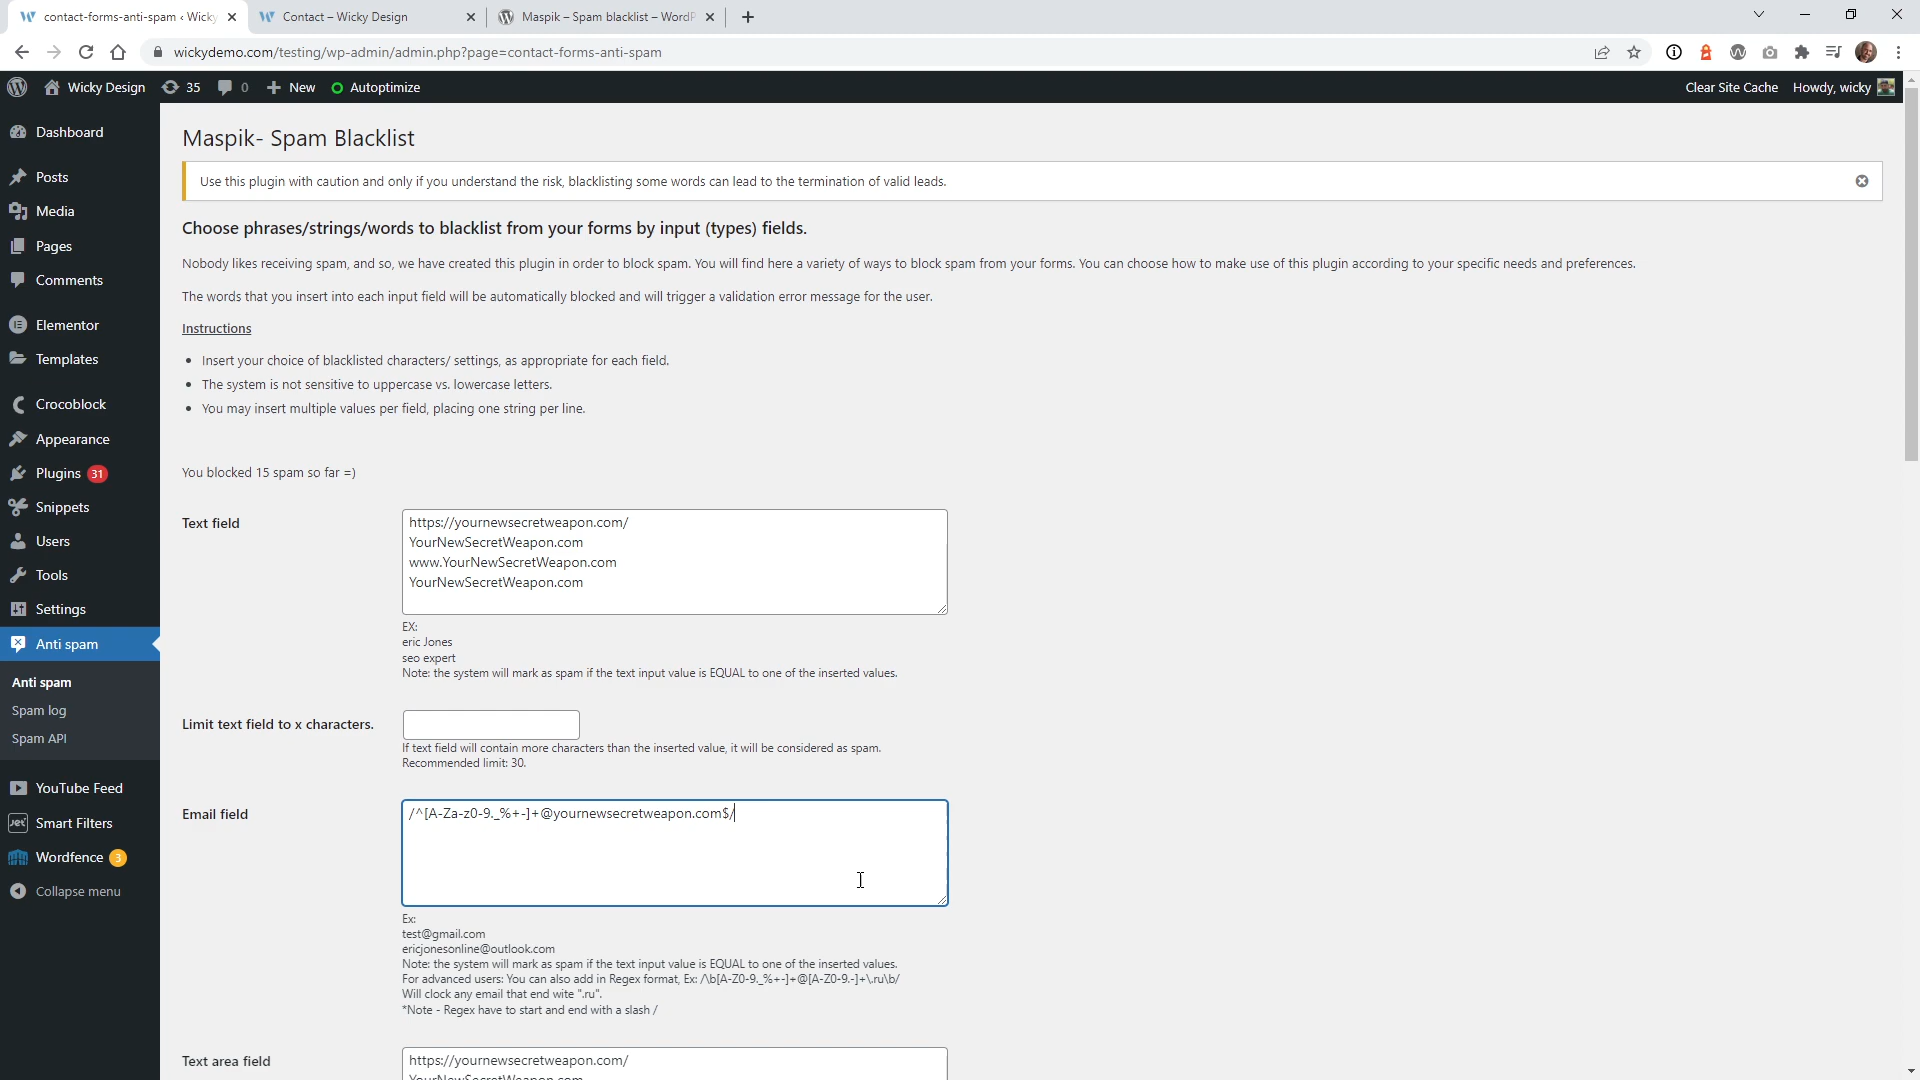 contact-forms-anti-spam ‹ Wicky
Contact – Wicky Design
Maspik – Spam blacklist – WordP
wickydemo.com/testing/wp-admin/admin.php?page=contact-forms-anti-spam
Wicky Design
35
0
New
Autoptimize
Clear Site Cache
Howdy, wicky
Dashboard
Posts
Media
Pages
Comments
Elementor
Templates
Crocoblock
Appearance
Plugins 31
Snippets
Users
Tools
Settings
Anti spam
Anti spam
Spam log
Spam API
YouTube Feed
Smart Filters
Wordfence 3
Collapse menu
Maspik- Spam Blacklist
Use this plugin with caution and only if you understand the risk, blacklisting some words can lead to the termination of valid leads.
Choose phrases/strings/words to blacklist from your forms by input (types) fields.
Nobody likes receiving spam, and so, we have created this plugin in order to block spam. You will find here a variety of ways to block spam from your forms. You can choose how to make use of this plugin according to your specific needs and preferences.
The words that you insert into each input field will be automatically blocked and will trigger a validation error message for the user.
Instructions
Insert your choice of blacklisted characters/ settings, as appropriate for each field.
The system is not sensitive to uppercase vs. lowercase letters.
You may insert multiple values per field, placing one string per line.
You blocked 15 spam so far =)
Text field
https://yournewsecretweapon.com/
YourNewSecretWeapon.com
www.YourNewSecretWeapon.com
YourNewSecretWeapon.com
EX:
eric Jones
seo expert
Note: the system will mark as spam if the text input value is EQUAL to one of the inserted values.
Limit text field to x characters.
If text field will contain more characters than the inserted value, it will be considered as spam.
Recommended limit: 30.
Email field
/^[A-Za-z0-9._%+-]+@yournewsecretweapon.com$/
Ex:
test@gmail.com
ericjonesonline@outlook.com
Note: the system will mark as spam if the text input value is EQUAL to one of the inserted values.
For advanced users: You can also add in Regex format, Ex: /\b[A-Z0-9._%+-]+@[A-Z0-9.-]+\.ru\b/
Will clock any email that end wite ".ru".
*Note - Regex have to start and end with a slash /
Text area field
https://yournewsecretweapon.com/
YourNewSecretWeapon.com